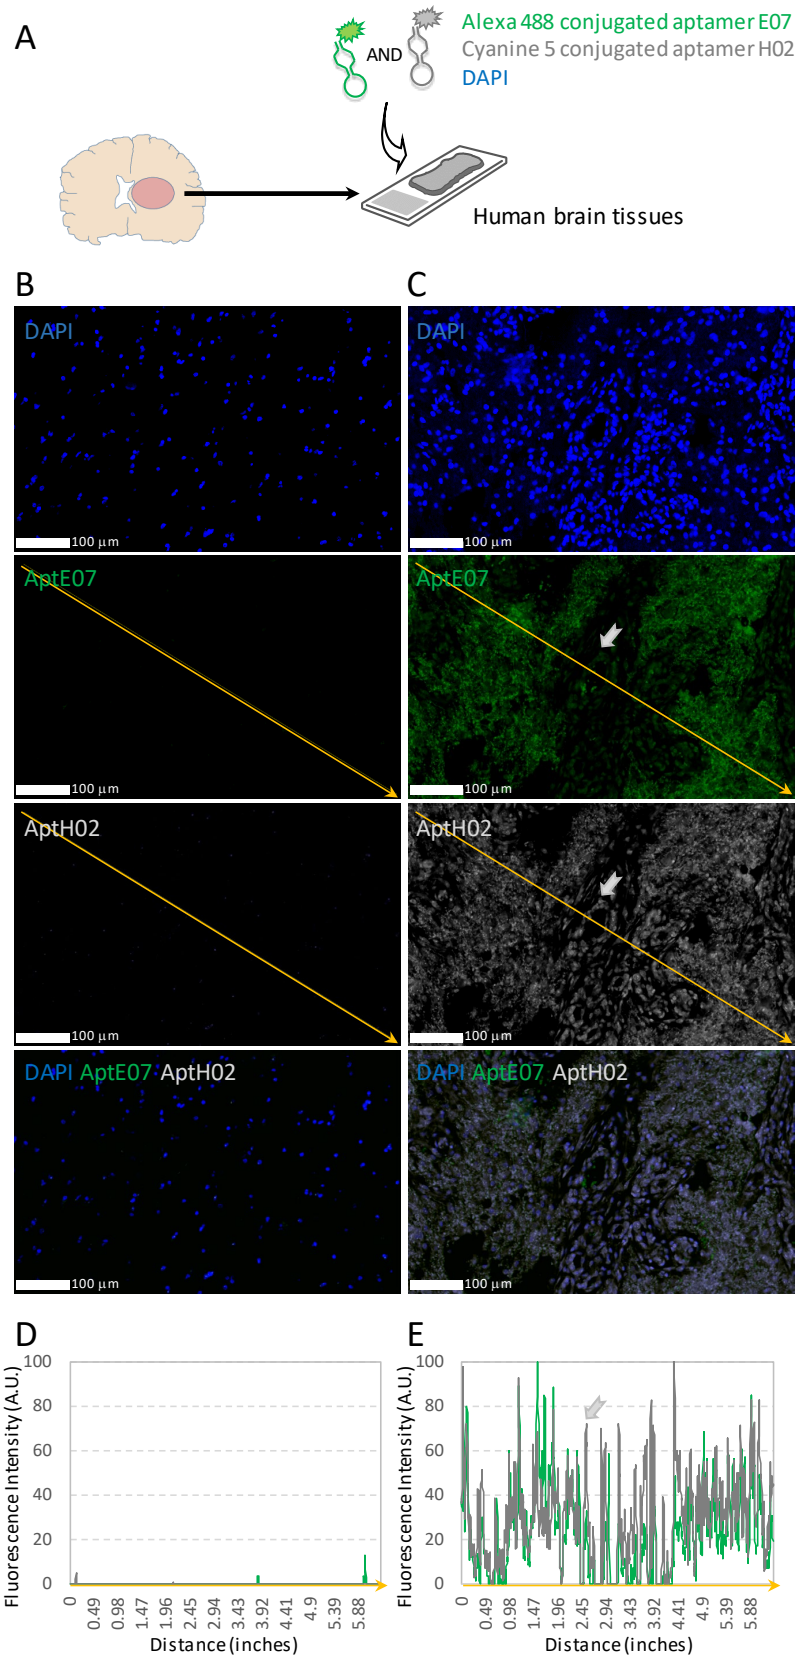 A
AND
Alexa 488 conjugated aptamer E07
Cyanine 5 conjugated aptamer H02
DAPI
Human brain tissues
B
C
DAPI
100 µm
DAPI
100 µm
AptE07
100 µm
AptE07
100 µm
AptH02
100 µm
AptH02
100 µm
DAPI AptE07 AptH02
100 µm
DAPI AptE07 AptH02
100 µm
D
Fluorescence Intensity (A.U.)
100
80
60
40
20
0
0 0.49 0.98 1.47 1.96 2.45 2.94 3.43 3.92 4.41 4.9 5.39 5.88
Distance (inches)
E
Fluorescence Intensity (A.U.)
100
80
60
40
20
0
0 0.49 0.98 1.47 1.96 2.45 2.94 3.43 3.92 4.41 4.9 5.39 5.88
Distance (inches)